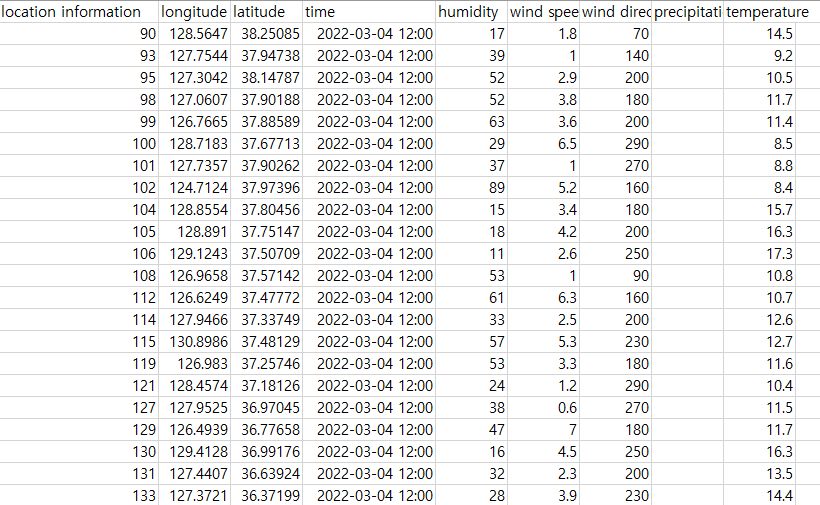 location information longitude latitude time humidity wind spee wind direc precipitati temperature
90 128.5647 38.25085 2022-03-04 12:00 17 1.8 70 14.5
93 127.7544 37.94738 2022-03-04 12:00 39 1 140 9.2
95 127.3042 38.14787 2022-03-04 12:00 52 2.9 200 10.5
98 127.0607 37.90188 2022-03-04 12:00 52 3.8 180 11.7
99 126.7665 37.88589 2022-03-04 12:00 63 3.6 200 11.4
100 128.7183 37.67713 2022-03-04 12:00 29 6.5 290 8.5
101 127.7357 37.90262 2022-03-04 12:00 37 1 270 8.8
102 124.7124 37.97396 2022-03-04 12:00 89 5.2 160 8.4
104 128.8554 37.80456 2022-03-04 12:00 15 3.4 180 15.7
105 128.891 37.75147 2022-03-04 12:00 18 4.2 200 16.3
106 129.1243 37.50709 2022-03-04 12:00 11 2.6 250 17.3
108 126.9658 37.57142 2022-03-04 12:00 53 1 90 10.8
112 126.6249 37.47772 2022-03-04 12:00 61 6.3 160 10.7
114 127.9466 37.33749 2022-03-04 12:00 33 2.5 200 12.6
115 130.8986 37.48129 2022-03-04 12:00 57 5.3 230 12.7
119 126.983 37.25746 2022-03-04 12:00 53 3.3 180 11.6
121 128.4574 37.18126 2022-03-04 12:00 24 1.2 290 10.4
127 127.9525 36.97045 2022-03-04 12:00 38 0.6 270 11.5
129 126.4939 36.77658 2022-03-04 12:00 47 7 180 11.7
130 129.4128 36.99176 2022-03-04 12:00 16 4.5 250 16.3
131 127.4407 36.63924 2022-03-04 12:00 32 2.3 200 13.5
133 127.3721 36.37199 2022-03-04 12:00 28 3.9 230 14.4